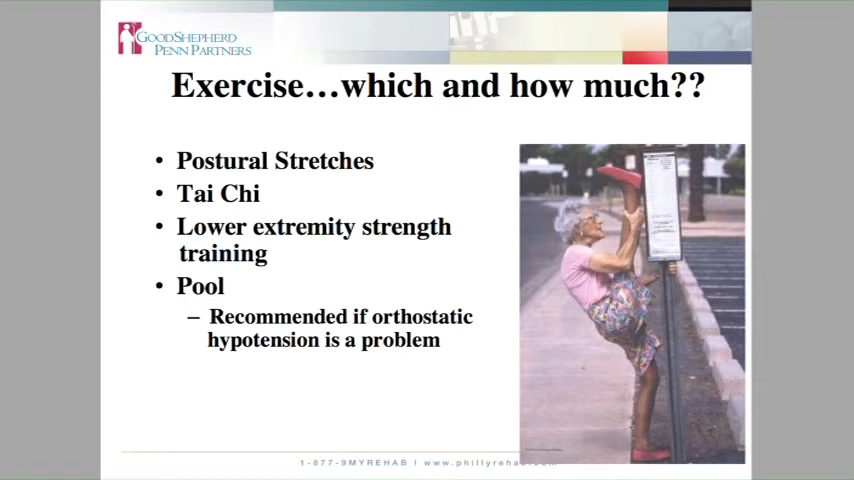 GOODSHEPHERD
PENN PARTNERS
Exercise…which and how much??
• Postural Stretches
• Tai Chi
• Lower extremity strength
training
• Pool
– Recommended if orthostatic
hypotension is a problem
1-877-9MYREHAB | www.phillyrehab.com